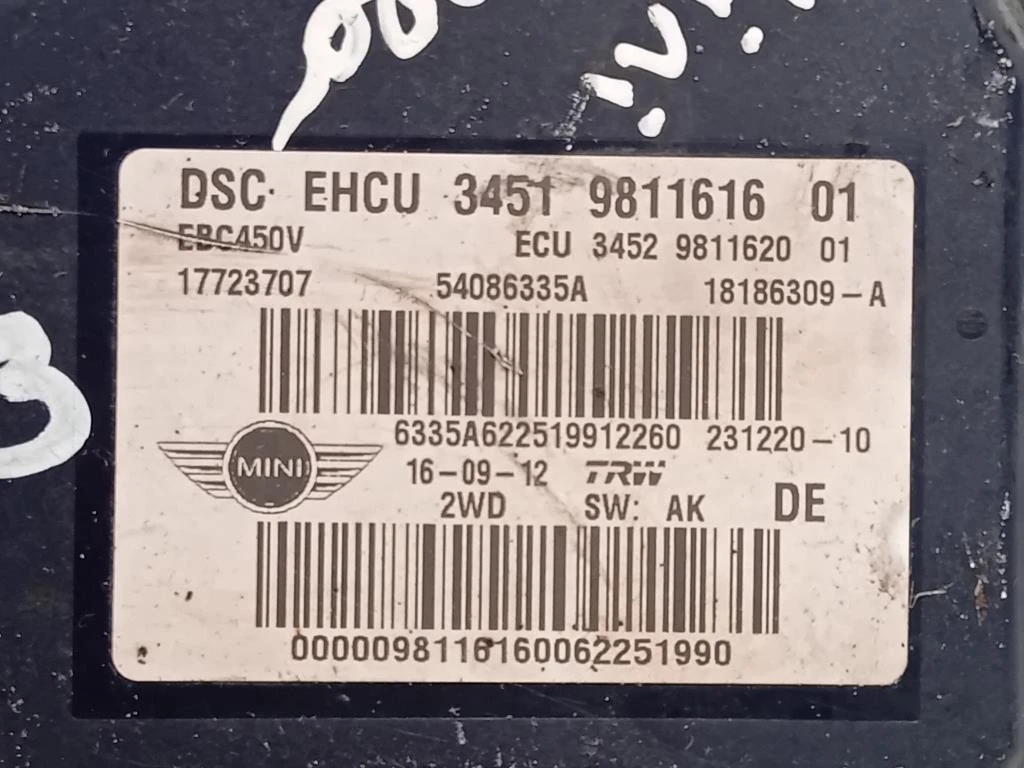 DSC EHCU 3451 9811616 01
EBC450V ECU 3452 9811620 01
17723707 54086335A 18186309-A
6335A622519912260 231220-10
MINI 16-09-12 TRW
2WD SW: AK DE
0000098116160062251990
3